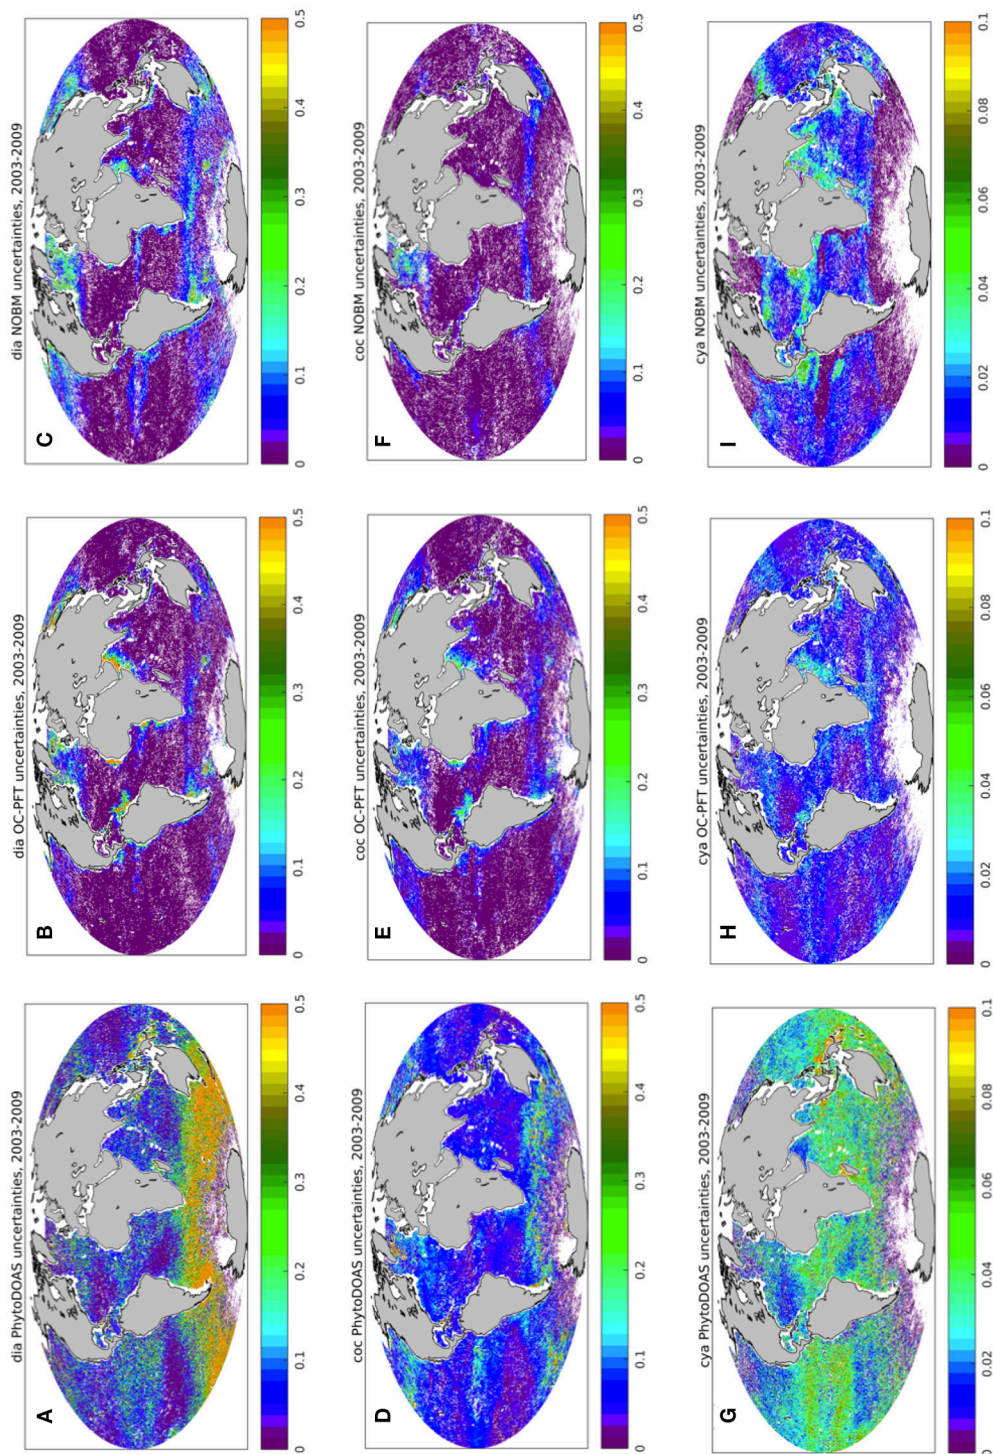 A
dia PhytoDOAS uncertainties, 2003-2009
0 0.1 0.2 0.3 0.4 0.5
B
dia OC-PFT uncertainties, 2003-2009
0 0.1 0.2 0.3 0.4 0.5
C
dia NOBM uncertainties, 2003-2009
0 0.1 0.2 0.3 0.4 0.5
D
coc PhytoDOAS uncertainties, 2003-2009
0 0.1 0.2 0.3 0.4 0.5
E
coc OC-PFT uncertainties, 2003-2009
0 0.1 0.2 0.3 0.4 0.5
F
coc NOBM uncertainties, 2003-2009
0 0.1 0.2 0.3 0.4 0.5
G
cya PhytoDOAS uncertainties, 2003-2009
0 0.02 0.04 0.06 0.08 0.1
H
cya OC-PFT uncertainties, 2003-2009
0 0.02 0.04 0.06 0.08 0.1
I
cya NOBM uncertainties, 2003-2009
0 0.02 0.04 0.06 0.08 0.1